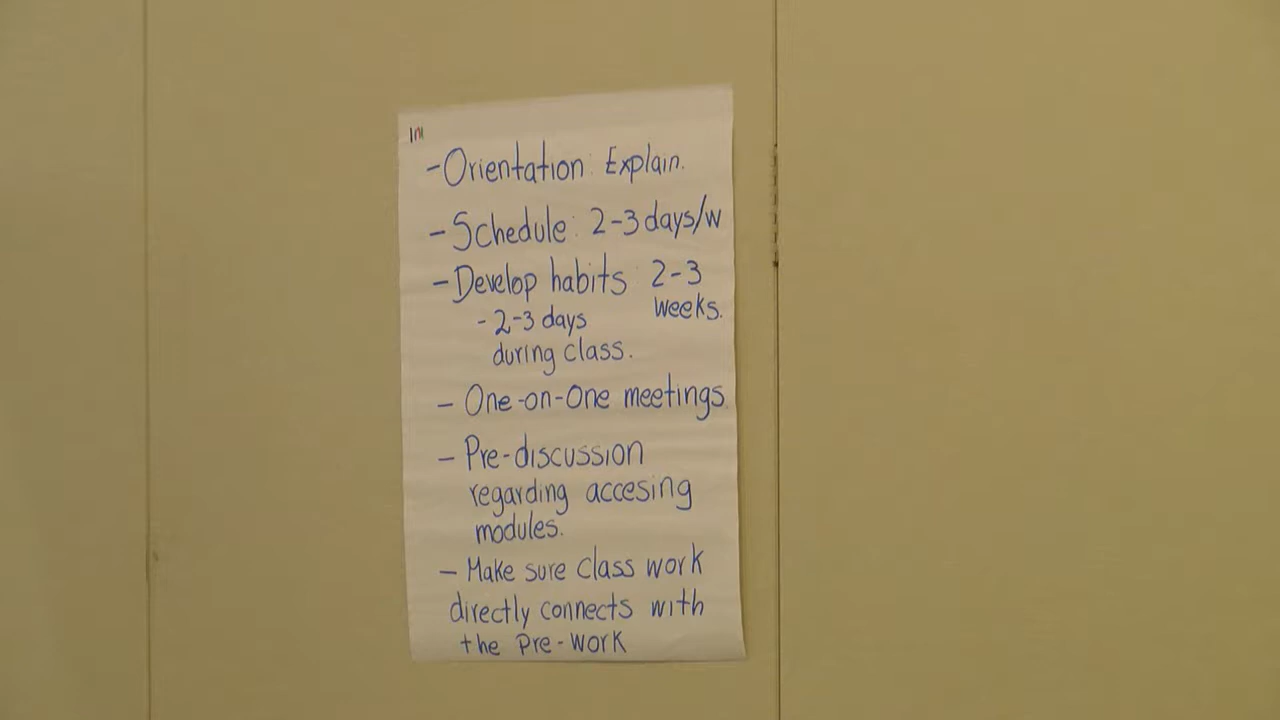 -Orientation: Explain.
-Schedule: 2-3 days/w
-Develop habits: 2-3
weeks.
-2-3 days
during class.
- One-on-One meetings
- Pre-discussion
regarding accesing
modules.
- Make sure class work
directly connects with
the Pre-work